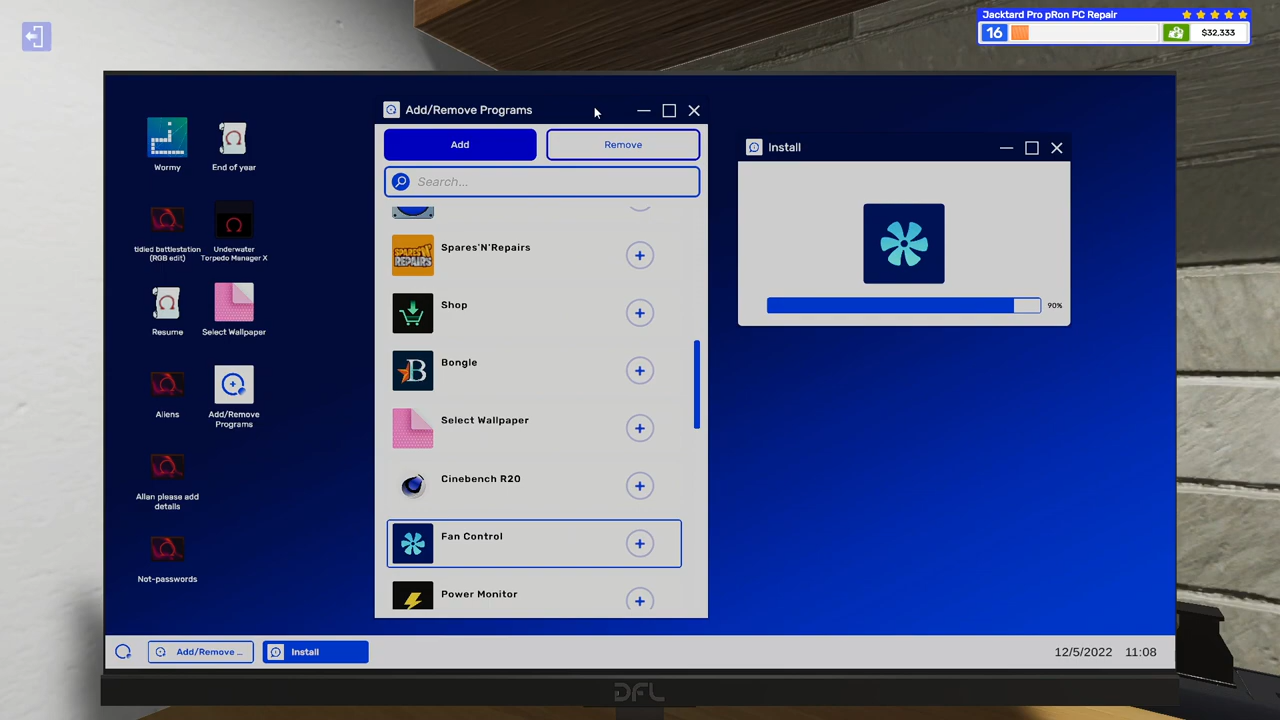 Jacktard Pro pRon PC Repair
16
$32,333
Wormy
End of year
tidied battlestation
(RGB edit)
Underwater
Torpedo Manager X
Resume
Select Wallpaper
Aliens
Add/Remove
Programs
Allan please add
details
Not-passwords
Add/Remove Programs
Add
Remove
Search...
SPARES'N'
REPAIRS
Spares'N'Repairs
Shop
B
Bongle
Select Wallpaper
Cinebench R20
Fan Control
Power Monitor
Install
90%
Add/Remove ...
Install
12/5/2022
11:08
DFL